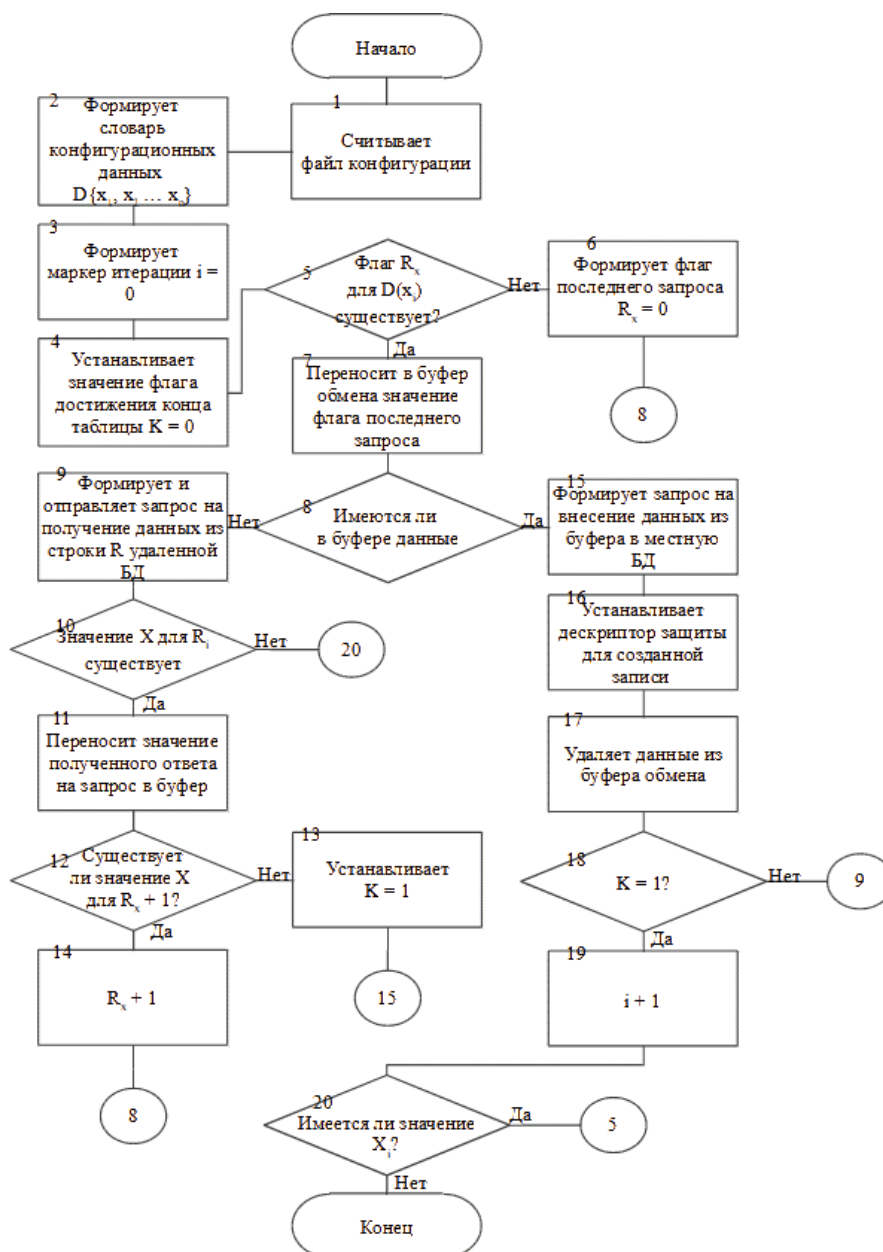 Начало
1
Считывает
файл конфигурации
2
Формирует
словарь
конфигурационных
данных
D{x₁, x₁ … xₙ}
3
Формирует
маркер итерации i =
0
4
Устанавливает
значение флага
достижения конца
таблицы K = 0
5
Флаг Rₓ
для D(xᵢ)
существует?
Нет
Да
6
Формирует флаг
последнего запроса
Rₓ = 0
8
7
Переносит в буфер
обмена значение
флага последнего
запроса
8
Имеются ли
в буфере данные
Нет
Да
9
Формирует и
отправляет запрос на
получение данных из
строки R удаленной
БД
10
Значение X для Rᵢ
существует
Нет
20
Да
11
Переносит значение
полученного ответа
на запрос в буфер
12
Существует
ли значение X
для Rₓ + 1?
Нет
Да
13
Устанавливает
K = 1
15
14
Rₓ + 1
8
15
Формирует запрос на
внесение данных из
буфера в местную
БД
16
Устанавливает
дескриптор защиты
для созданной
записи
17
Удаляет данные из
буфера обмена
18
K = 1?
Нет
9
Да
19
i + 1
20
Имеется ли значение
Xᵢ?
Да
5
Нет
Конец